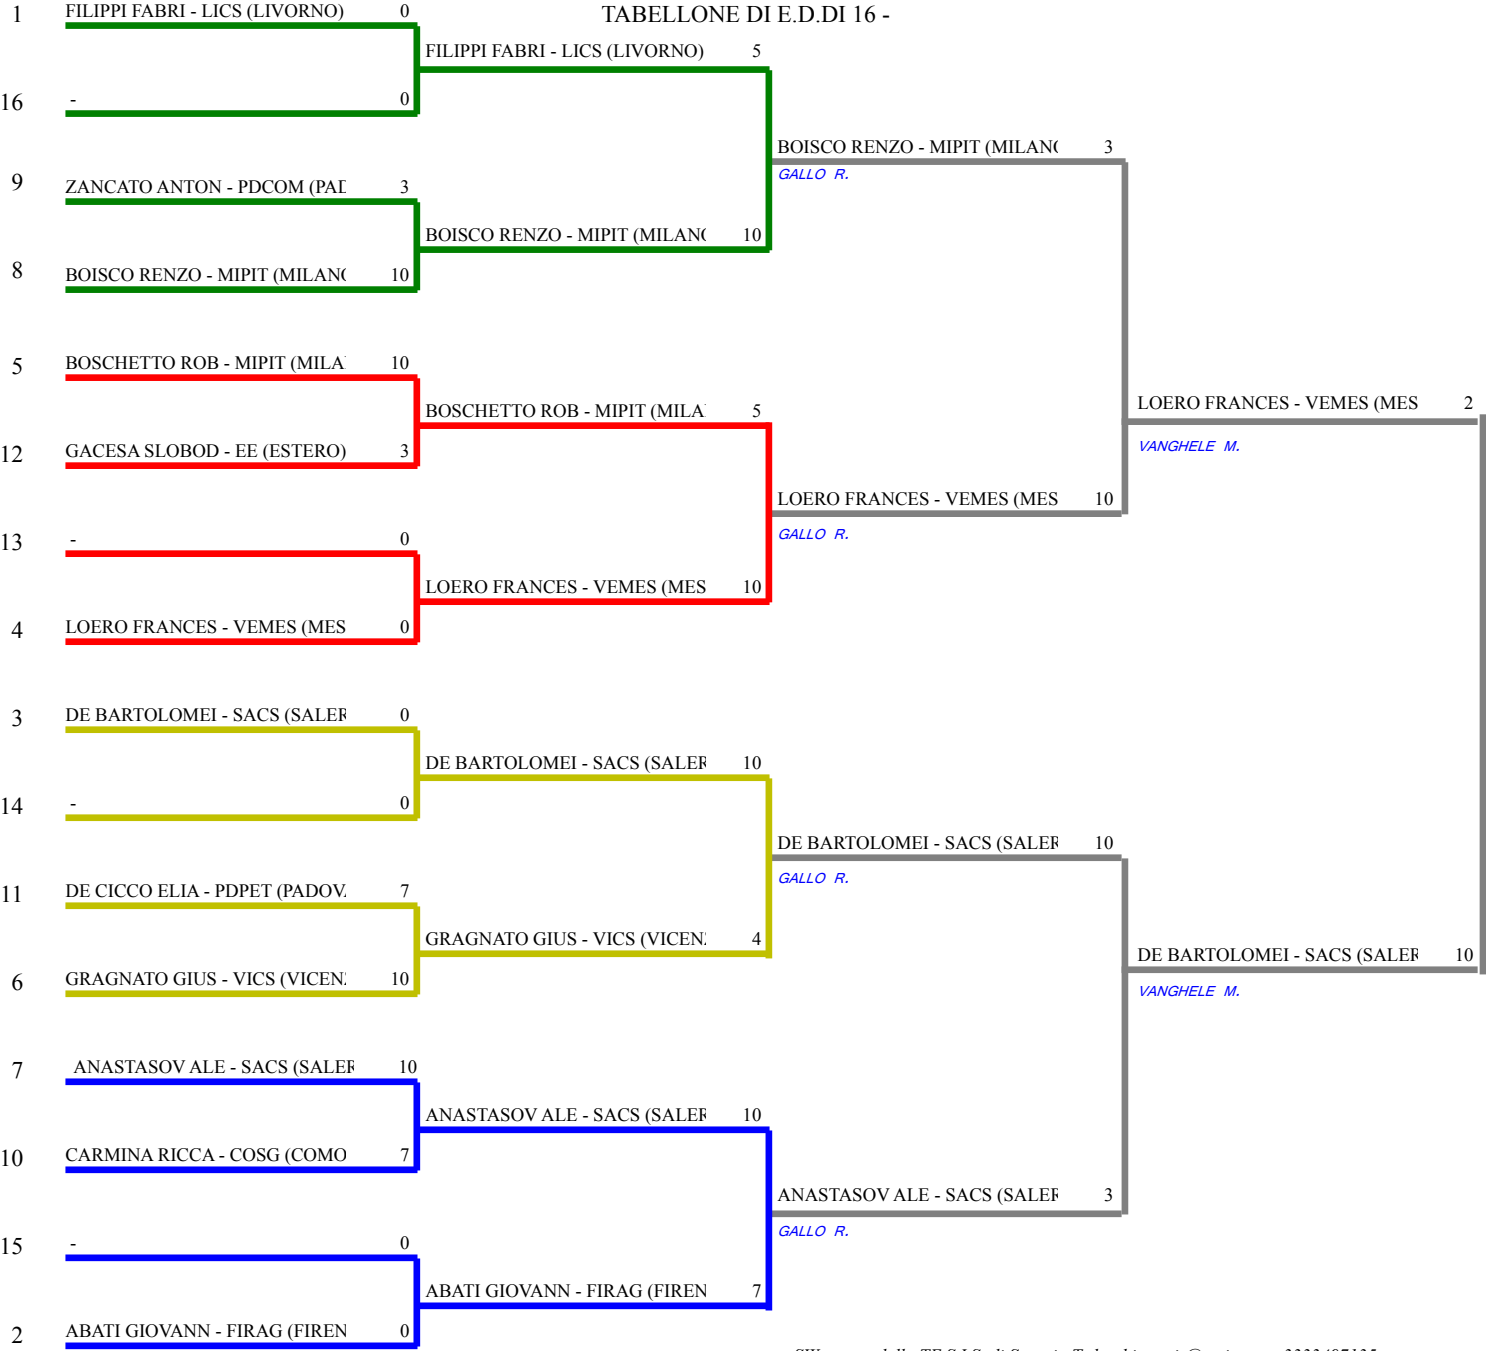 TABELLONE DI E.D.DI 16 -
1 FILIPPI FABRI - LICS (LIVORNO) 0
FILIPPI FABRI - LICS (LIVORNO) 5
16 - 0
BOISCO RENZO - MIPIT (MILAN( 3
GALLO R.
9 ZANCATO ANTON - PDCOM (PAD 3
BOISCO RENZO - MIPIT (MILAN( 10
8 BOISCO RENZO - MIPIT (MILAN( 10
5 BOSCHETTO ROB - MIPIT (MILA 10
BOSCHETTO ROB - MIPIT (MILA 5
LOERO FRANCES - VEMES (MES 2
VANGHELE M.
12 GACESA SLOBOD - EE (ESTERO) 3
LOERO FRANCES - VEMES (MES 10
GALLO R.
13 - 0
LOERO FRANCES - VEMES (MES 10
4 LOERO FRANCES - VEMES (MES 0
3 DE BARTOLOMEI - SACS (SALER 0
DE BARTOLOMEI - SACS (SALER 10
14 - 0
DE BARTOLOMEI - SACS (SALER 10
GALLO R.
11 DE CICCO ELIA - PDPET (PADOV. 7
GRAGNATO GIUS - VICS (VICEN 4
DE BARTOLOMEI - SACS (SALER 10
VANGHELE M.
6 GRAGNATO GIUS - VICS (VICEN 10
7 ANASTASOV ALE - SACS (SALER 10
ANASTASOV ALE - SACS (SALER 10
10 CARMINA RICCA - COSG (COMO 7
ANASTASOV ALE - SACS (SALER 3
GALLO R.
15 - 0
ABATI GIOVANN - FIRAG (FIREN 7
2 ABATI GIOVANN - FIRAG (FIREN 0